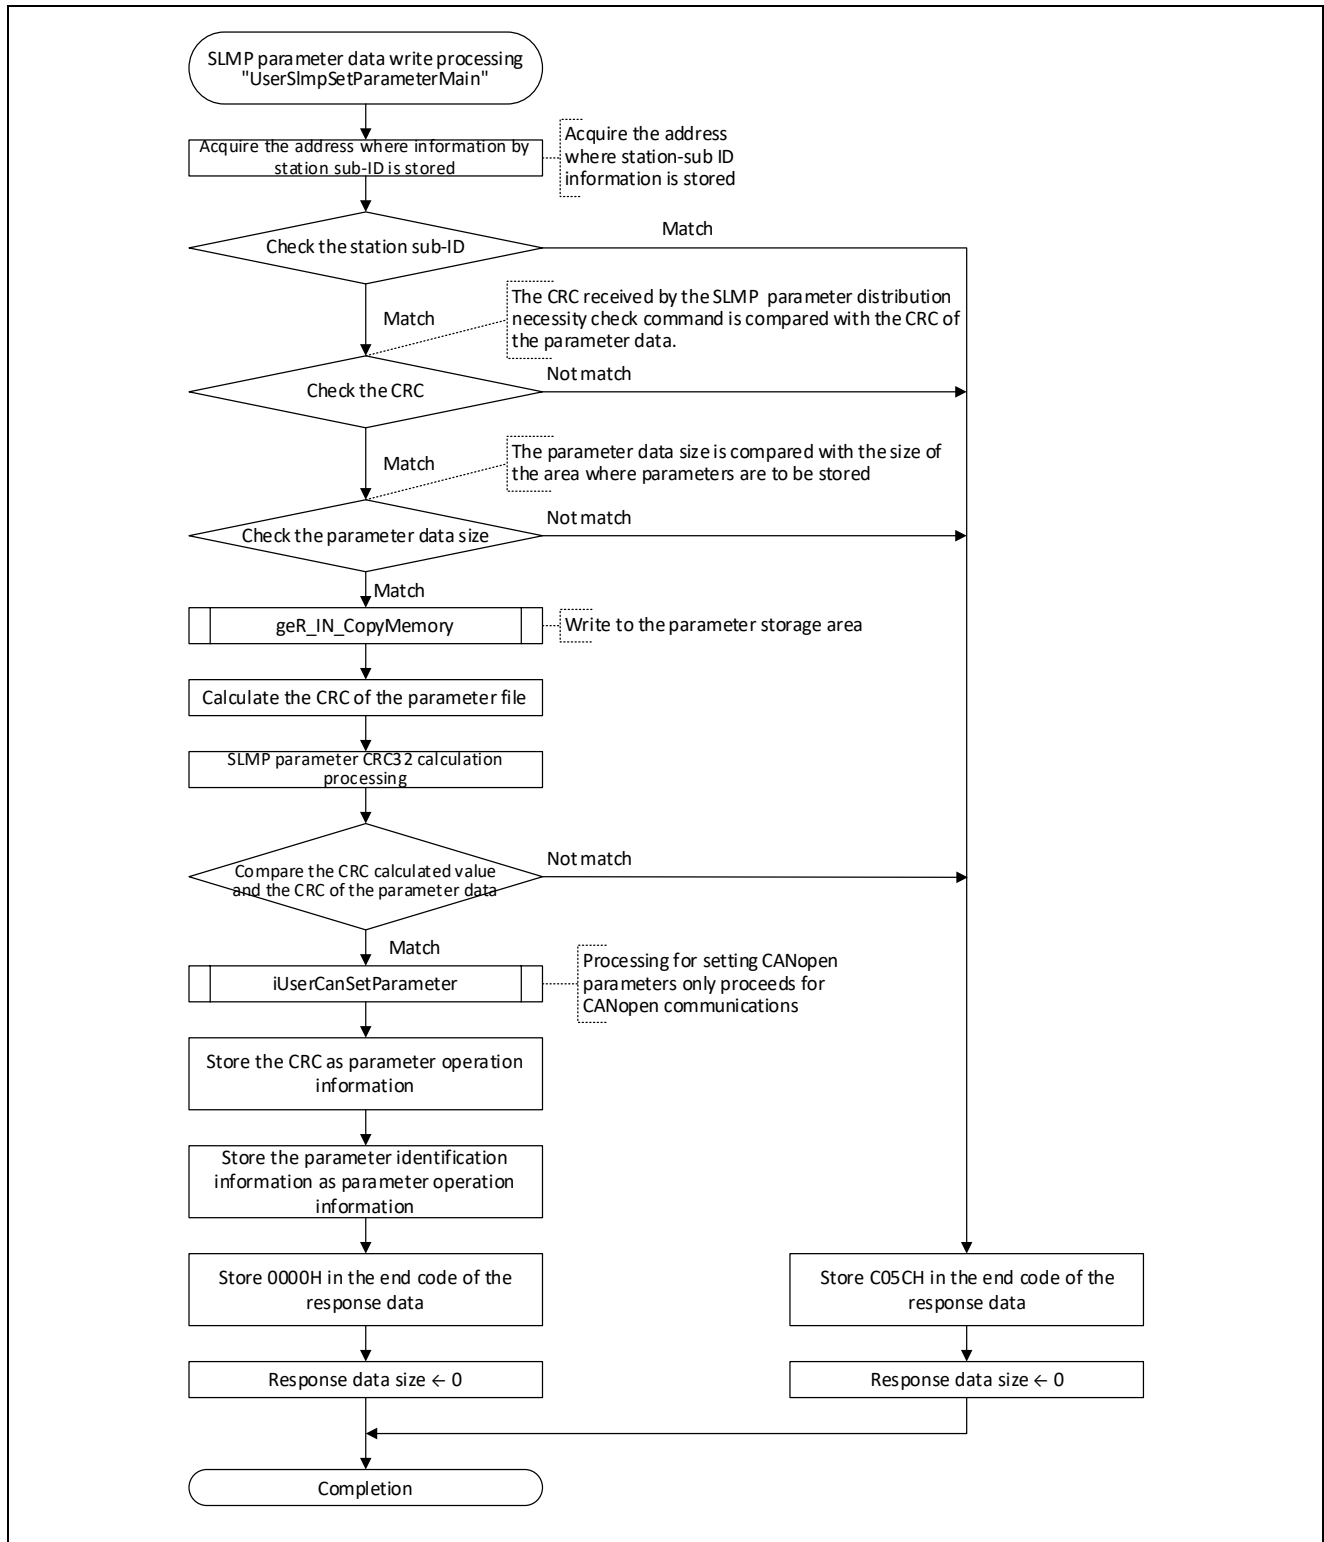 SLMP parameter data write processing
"UserSlmpSetParameterMain"
Acquire the address where information by
station sub-ID is stored
Acquire the address
where station-sub ID
information is stored
Check the station sub-ID
Match
Match
The CRC received by the SLMP parameter distribution
necessity check command is compared with the CRC of
the parameter data.
Check the CRC
Not match
Match
The parameter data size is compared with the size of
the area where parameters are to be stored
Check the parameter data size
Not match
Match
geR_IN_CopyMemory
Write to the parameter storage area
Calculate the CRC of the parameter file
SLMP parameter CRC32 calculation
processing
Compare the CRC calculated value
and the CRC of the parameter data
Not match
Match
iUserCanSetParameter
Processing for setting CANopen
parameters only proceeds for
CANopen communications
Store the CRC as parameter operation
information
Store the parameter identification
information as parameter operation
information
Store 0000H in the end code of the
response data
Store C05CH in the end code of the
response data
Response data size ← 0
Response data size ← 0
Completion